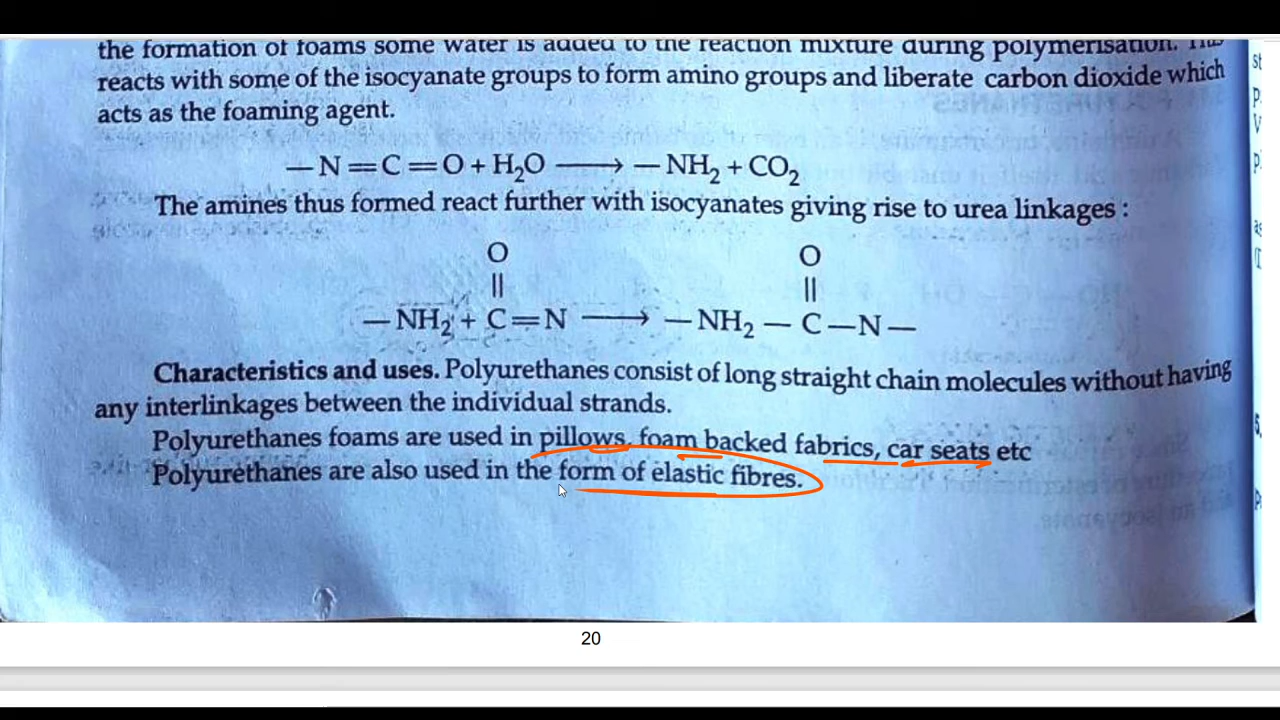 the formation of foams some water is added to the reaction mixture during polymerisation. This
reacts with some of the isocyanate groups to form amino groups and liberate carbon dioxide which
acts as the foaming agent.
— N = C = O + H₂O ⟶ — NH₂ + CO₂
The amines thus formed react further with isocyanates giving rise to urea linkages :
O O
|| ||
— NH₂ + C = N ⟶ — NH₂ — C — N —
Characteristics and uses. Polyurethanes consist of long straight chain molecules without having
any interlinkages between the individual strands.
Polyurethanes foams are used in pillows, foam backed fabrics, car seats etc
Polyurethanes are also used in the form of elastic fibres.
20